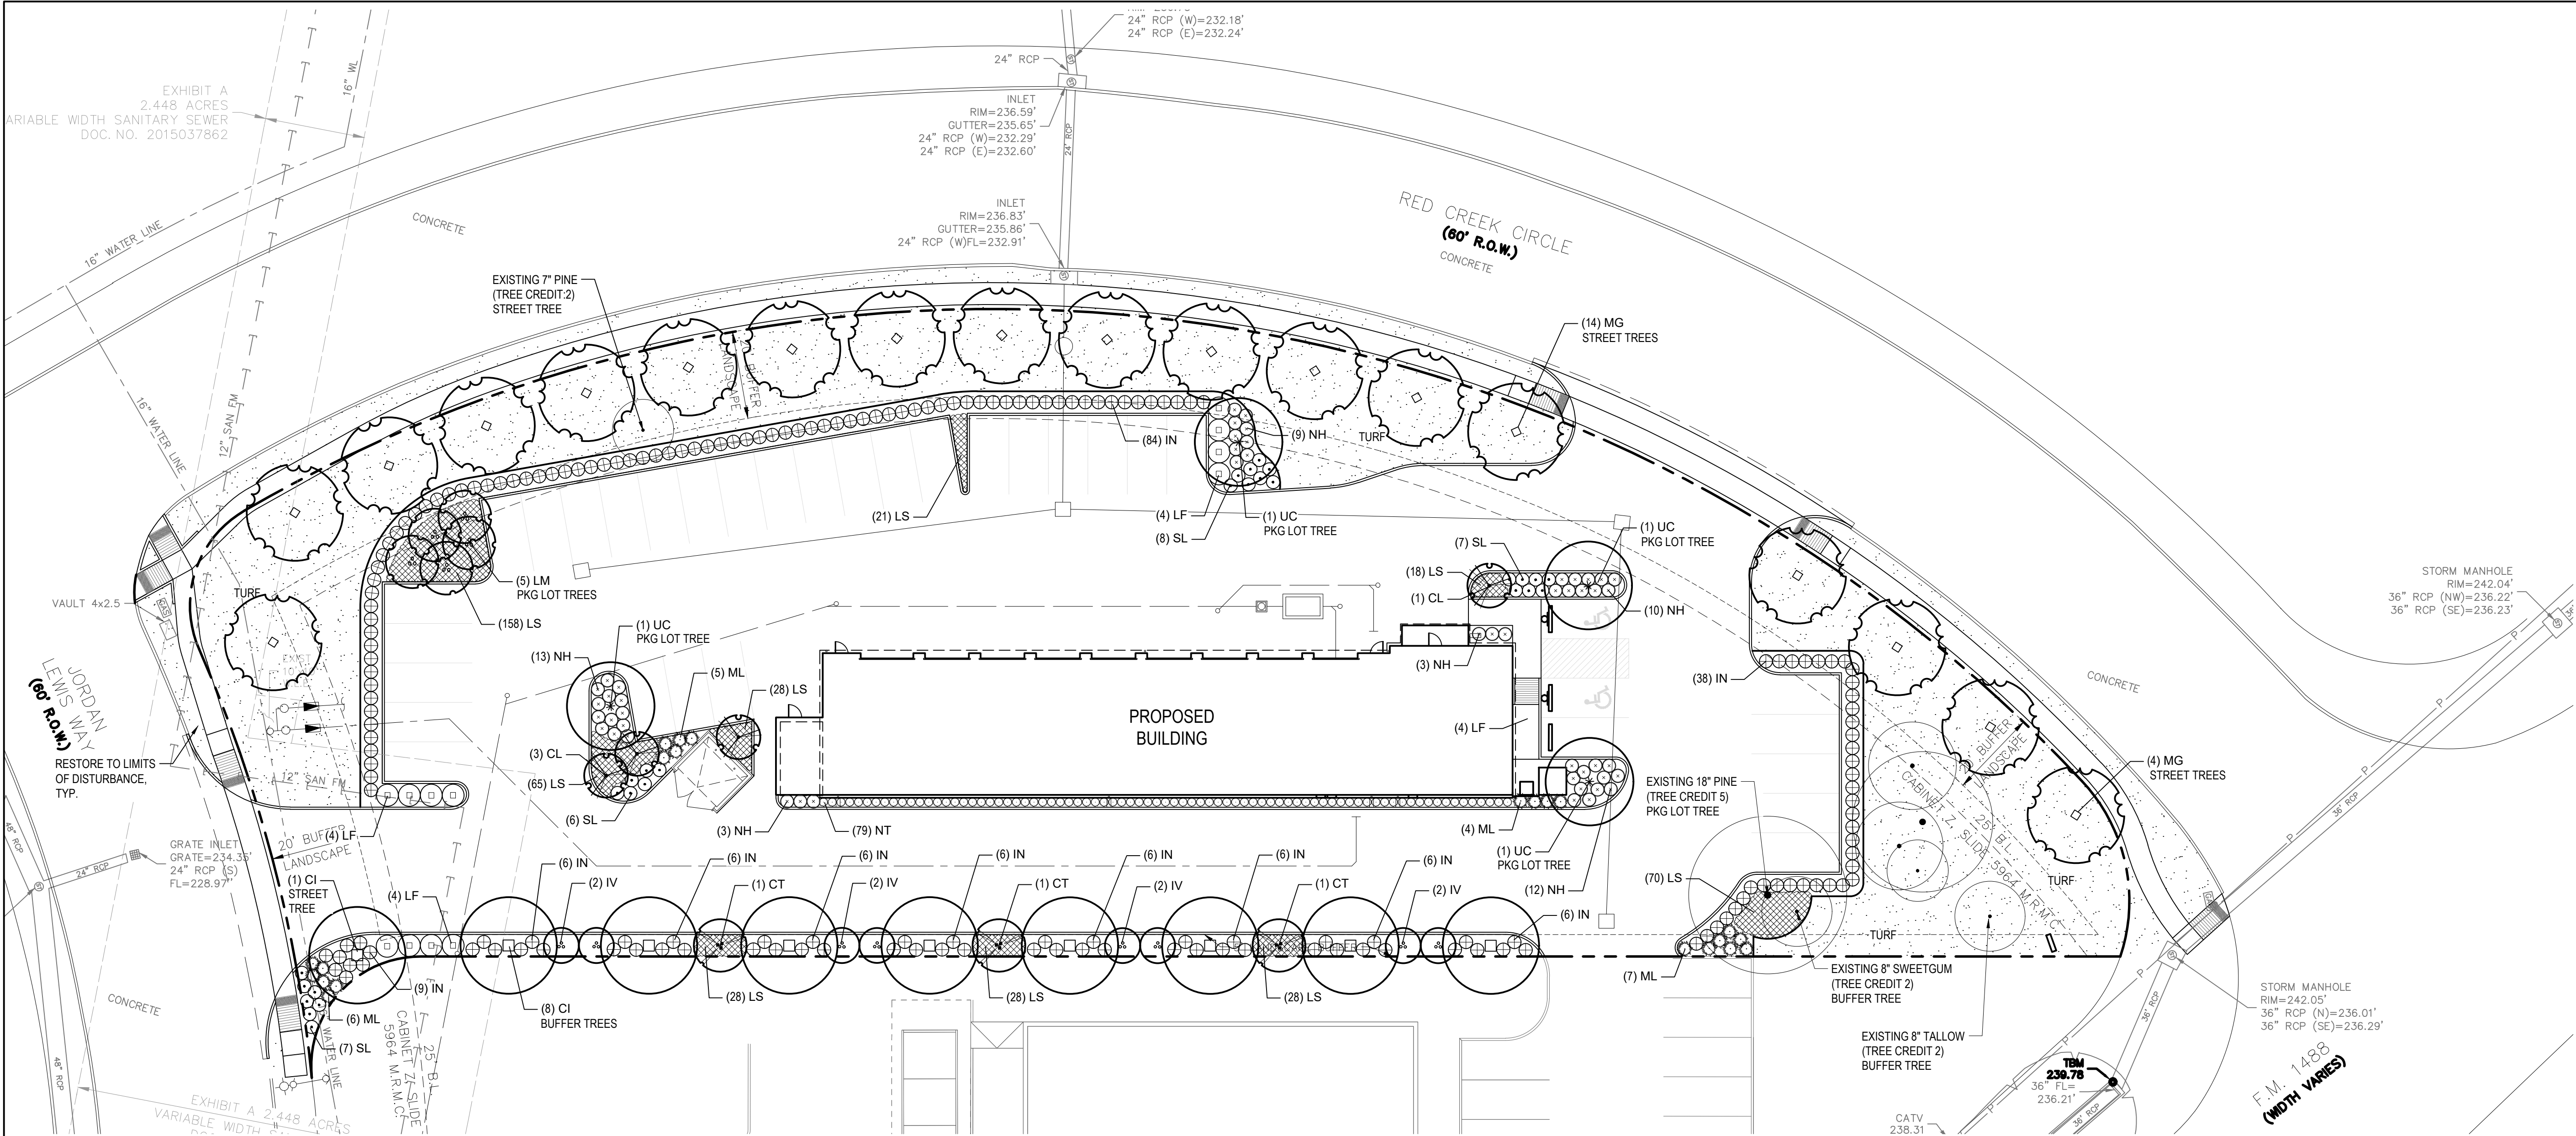 24" RCP (W)=232.18'
24" RCP (E)=232.24'
24" RCP
16" WL
EXHIBIT A
2.448 ACRES
ARIABLE WIDTH SANITARY SEWER
DOC. NO. 2015037862
INLET
RIM=236.59'
GUTTER=235.65'
24" RCP (W)=232.29'
24" RCP (E)=232.60'
24" RCP
INLET
RIM=236.83'
GUTTER=235.86'
24" RCP (W)FL=232.91'
CONCRETE
16" WATER LINE
RED CREEK CIRCLE
(60' R.O.W.)
CONCRETE
EXISTING 7" PINE
(TREE CREDIT:2)
STREET TREE
(14) MG
STREET TREES
20' BUFFER
LANDSCAPE
16" WATER LINE
12" SAN FM
(84) IN
(9) NH
TURF
(21) LS
(4) LF
(8) SL
(1) UC
PKG LOT TREE
(1) UC
PKG LOT TREE
(7) SL
(18) LS
(1) CL
(10) NH
(5) LM
PKG LOT TREES
(158) LS
TURF
VAULT 4x2.5
GAS
STORM MANHOLE
RIM=242.04'
36" RCP (NW)=236.22'
36" RCP (SE)=236.23'
JORDAN
LEWIS WAY
(60' R.O.W.)
(1) UC
PKG LOT TREE
(13) NH
(5) ML
(28) LS
(3) NH
(38) IN
CONCRETE
PROPOSED
BUILDING
(4) LF
(3) CL
(65) LS
(6) SL
RESTORE TO LIMITS
OF DISTURBANCE,
TYP.
12" SAN FM
20' BUFFER
LANDSCAPE
(4) MG
STREET TREES
EXISTING 18" PINE
(TREE CREDIT 5)
PKG LOT TREE
CABINET Z, SLIDE 5964 M.R.M.C.
25' B.L.
(4) LF
20' BUFFER
LANDSCAPE
GRATE INLET
GRATE=234.35'
24" RCP (S)
FL=228.97'
24" RCP
48" RCP
(3) NH
(79) NT
(4) ML
(1) UC
PKG LOT TREE
(12) NH
36" RCP
(1) CI
STREET
TREE
(4) LF
(6) IN
(2) IV
(6) IN
(1) CT
(6) IN
(2) IV
(6) IN
(1) CT
(6) IN
(2) IV
(6) IN
(1) CT
(6) IN
(2) IV
(6) IN
(70) LS
TURF
TURF
(9) IN
(6) ML
(7) SL
(8) CI
BUFFER TREES
(28) LS
(28) LS
(28) LS
(7) ML
EXISTING 8" SWEETGUM
(TREE CREDIT 2)
BUFFER TREE
EXISTING 8" TALLOW
(TREE CREDIT 2)
BUFFER TREE
STORM MANHOLE
RIM=242.05'
36" RCP (N)=236.01'
36" RCP (SE)=236.29'
CONCRETE
48" RCP
WATER LINE
CABINET Z, SLIDE
5964 M.R.M.C.
25' B.L.
EXHIBIT A 2.448 ACRES
36" RCP
TBM
239.78
36" FL=
236.21'
36" RCP
CATV
238.31
F.M. 1488
(WIDTH VARIES)